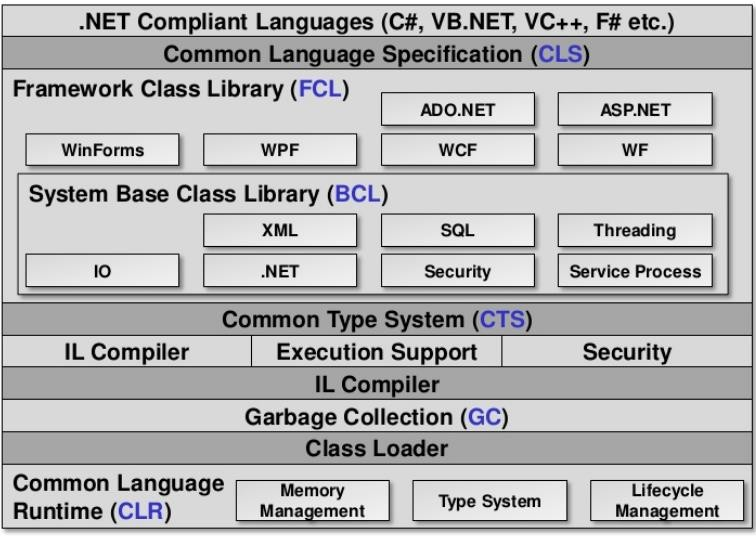 .NET Compliant Languages (C#, VB.NET, VC++, F# etc.)
Common Language Specification (CLS)
Framework Class Library (FCL)
ADO.NET
ASP.NET
WinForms
WPF
WCF
WF
System Base Class Library (BCL)
XML
SQL
Threading
IO
.NET
Security
Service Process
Common Type System (CTS)
IL Compiler
Execution Support
Security
IL Compiler
Garbage Collection (GC)
Class Loader
Common Language
Runtime (CLR)
Memory
Management
Type System
Lifecycle
Management